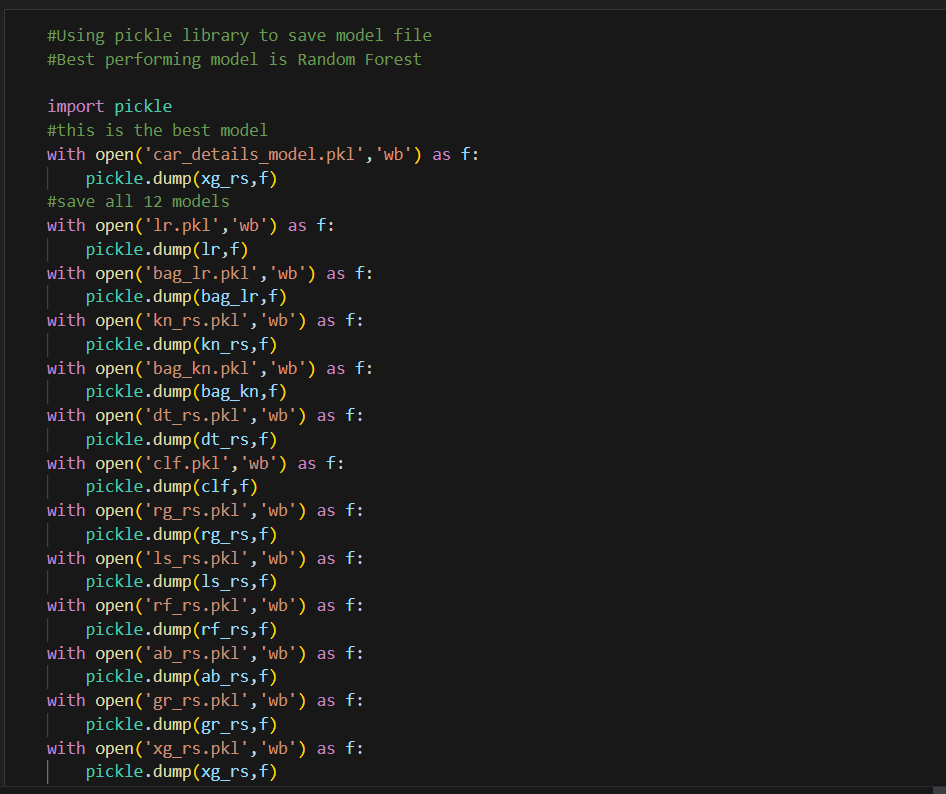 #Using pickle library to save model file
#Best performing model is Random Forest
import pickle
#this is the best model
with open('car_details_model.pkl','wb') as f:
    pickle.dump(xg_rs,f)
#save all 12 models
with open('lr.pkl','wb') as f:
    pickle.dump(lr,f)
with open('bag_lr.pkl','wb') as f:
    pickle.dump(bag_lr,f)
with open('kn_rs.pkl','wb') as f:
    pickle.dump(kn_rs,f)
with open('bag_kn.pkl','wb') as f:
    pickle.dump(bag_kn,f)
with open('dt_rs.pkl','wb') as f:
    pickle.dump(dt_rs,f)
with open('clf.pkl','wb') as f:
    pickle.dump(clf,f)
with open('rg_rs.pkl','wb') as f:
    pickle.dump(rg_rs,f)
with open('ls_rs.pkl','wb') as f:
    pickle.dump(ls_rs,f)
with open('rf_rs.pkl','wb') as f:
    pickle.dump(rf_rs,f)
with open('ab_rs.pkl','wb') as f:
    pickle.dump(ab_rs,f)
with open('gr_rs.pkl','wb') as f:
    pickle.dump(gr_rs,f)
with open('xg_rs.pkl','wb') as f:
    pickle.dump(xg_rs,f)